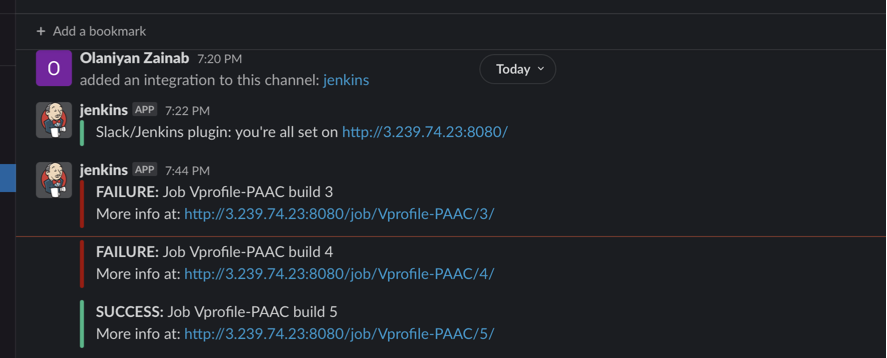 + Add a bookmark
O
Olaniyan Zainab 7:20 PM
added an integration to this channel: jenkins
Today
jenkins APP 7:22 PM
Slack/Jenkins plugin: you're all set on http://3.239.74.23:8080/
jenkins APP 7:44 PM
FAILURE: Job Vprofile-PAAC build 3
More info at: http://3.239.74.23:8080/job/Vprofile-PAAC/3/
FAILURE: Job Vprofile-PAAC build 4
More info at: http://3.239.74.23:8080/job/Vprofile-PAAC/4/
SUCCESS: Job Vprofile-PAAC build 5
More info at: http://3.239.74.23:8080/job/Vprofile-PAAC/5/